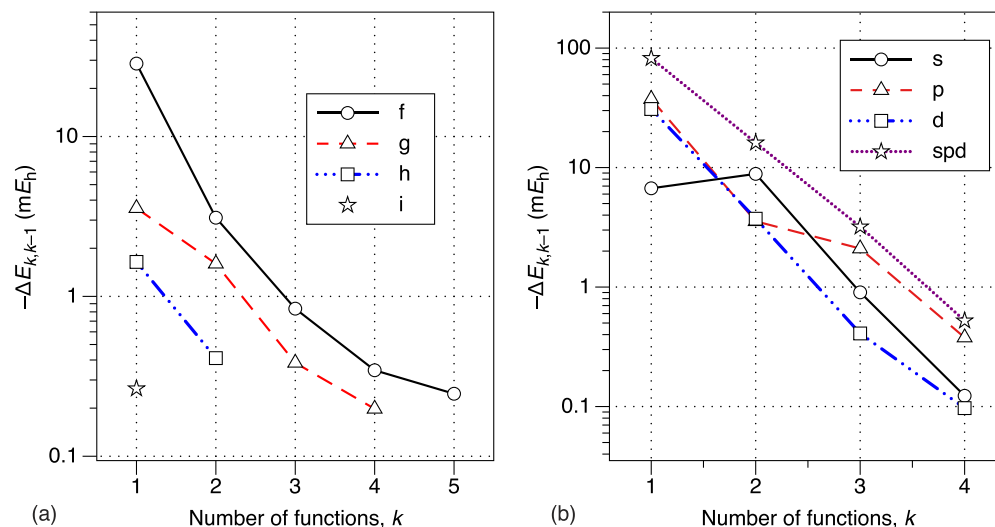 10
1
0.1
−ΔE_{k,k−1} (mE_h)
f
g
h
i
1 2 3 4 5
(a) Number of functions, k
100
10
1
0.1
−ΔE_{k,k−1} (mE_h)
s
p
d
spd
1 2 3 4
(b) Number of functions, k